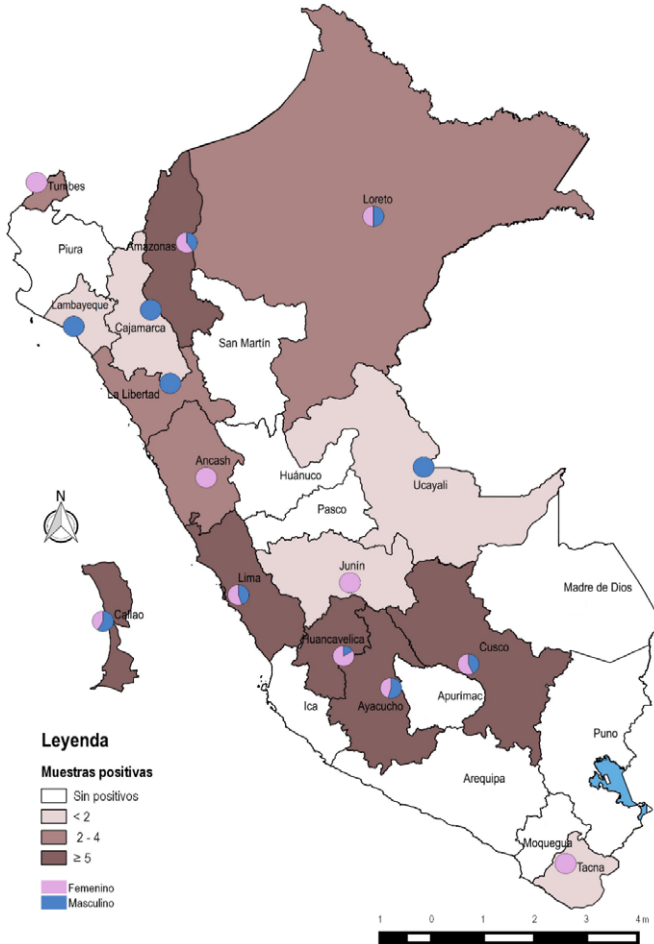 Tumbes
Loreto
Piura
Amazonas
Lambayeque
Cajamarca
San Martín
La Libertad
Ancash
Huánuco
Ucayali
Pasco
N
Junín
Lima
Madre de Dios
Callao
Huancavelica
Cusco
Ica
Ayacucho
Apurímac
Puno
Arequipa
Moquegua
Tacna
Leyenda
Muestras positivas
Sin positivos
< 2
2 - 4
≥ 5
Femenino
Masculino
1 0 1 2 3 4 m